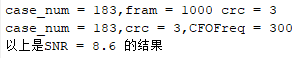 case_num = 183,fram = 1000 crc = 3
case_num = 183,crc = 3,CFOFreq = 300
以上是SNR = 8.6 的结果